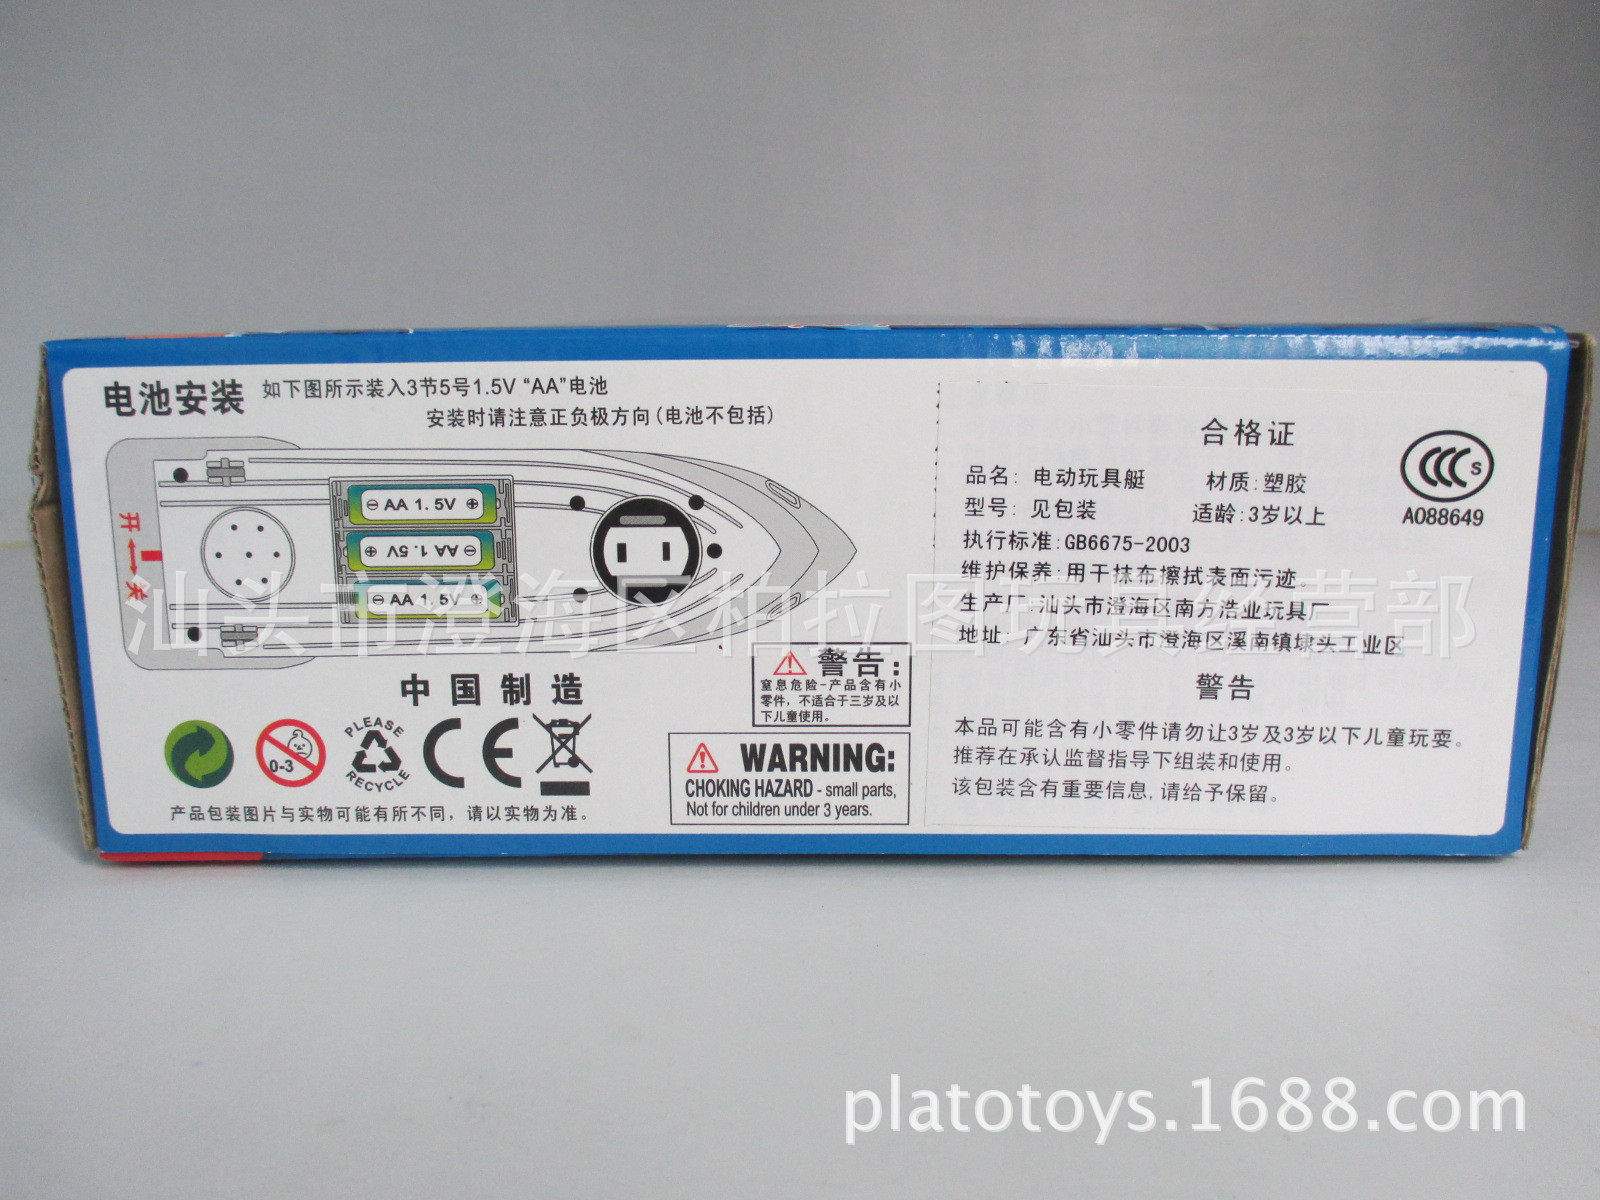 电池安装 如下图所示装入3节5号1.5V “AA”电池
安装时请注意正负极方向(电池不包括)
开
关
⊖ AA 1.5V ⊕
⊕ AA 1.5V ⊖
⊖ AA 1.5V ⊕
中国制造
0-3
PLEASE
RECYCLE
CE
产品包装图片与实物可能有所不同，请以实物为准。
警告:
窒息危险-产品含有小
零件，不适合于三岁及以
下儿童使用。
WARNING:
CHOKING HAZARD - small parts,
Not for children under 3 years.
合格证
品名: 电动玩具艇 材质:塑胶
型号: 见包装 适龄:3岁以上
CCC S
A088649
执行标准:GB6675-2003
维护保养:用干抹布擦拭表面污迹。
生产厂:汕头市澄海区南方浩业玩具厂
地址: 广东省汕头市澄海区溪南镇埭头工业区
警告
本品可能含有小零件请勿让3岁及3岁以下儿童玩耍。
推荐在承认监督指导下组装和使用。
该包装含有重要信息,请给予保留。
汕头市澄海区柏拉图玩具经营部
platotoys.1688.com